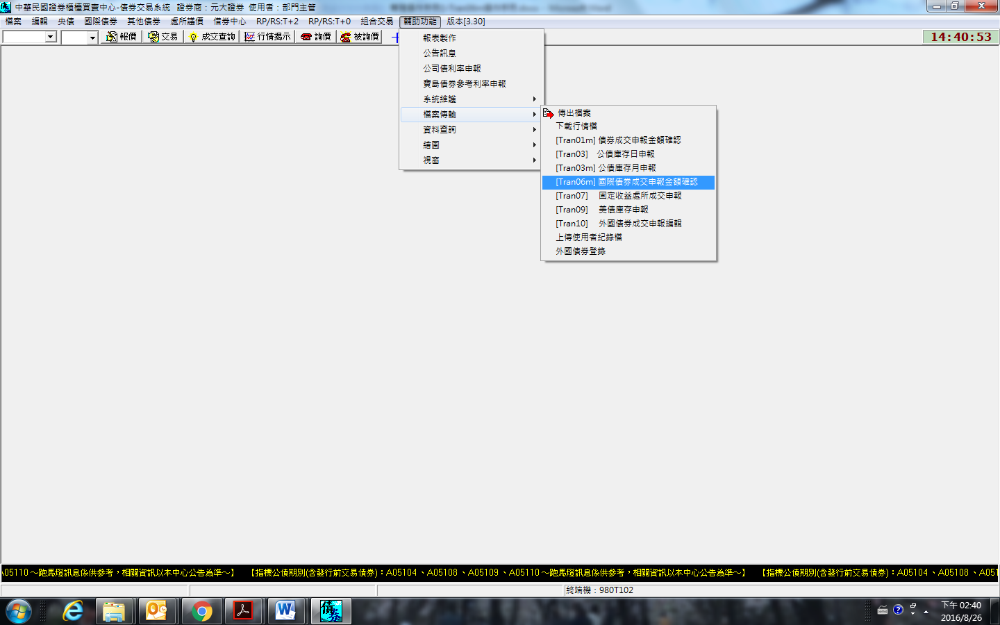 中華民國證券櫃檯買賣中心-債券交易系統 證券商：元大證券 使用者：部門主管
檔案 編輯 央債 國際債券 其他債券 處所議價 借券中心 RP/RS:T+2 RP/RS:T+0 組合交易 輔助功能 版本[3.30]
報價 交易 成交查詢 行情揭示 詢價 被詢價 14:40:53
報表製作
公告訊息
公司債利率申報
寶島債券參考利率申報
系統維護
檔案傳輸
資料查詢
繪圖
視窗
傳出檔案
下載行情檔
[Tran01m] 債券成交申報金額確認
[Tran03] 公債庫存日申報
[Tran03m] 公債庫存月申報
[Tran06m] 國際債券成交申報金額確認
[Tran07] 固定收益處所成交申報
[Tran09] 美債庫存申報
[Tran10] 外國債券成交申報編輯
上傳使用者紀錄檔
外國債券登錄
A05110～跑馬燈訊息係供參考，相關資訊以本中心公告為準～】 【指標公債期別(含發行前交易債券)：A05104、A05108、A05109、A05110～跑馬燈訊息係供參考，相關資訊以本中心公告為準～】 【指標公債期別(含發行前交易債券)：A05104、A05108、A051
終端機：980T102
債券
下午 02:40
2016/8/26